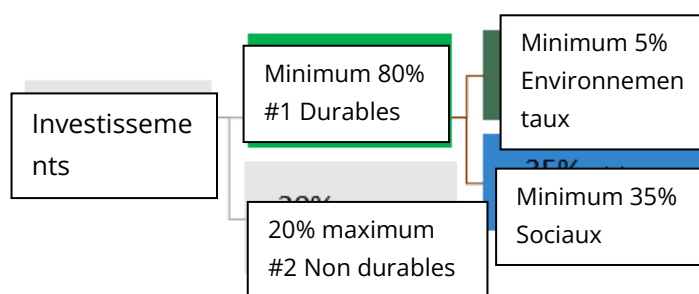 Investisseme
nts
Minimum 80%
#1 Durables
20% maximum
#2 Non durables
Minimum 5%
Environnemen
taux
Minimum 35%
Sociaux